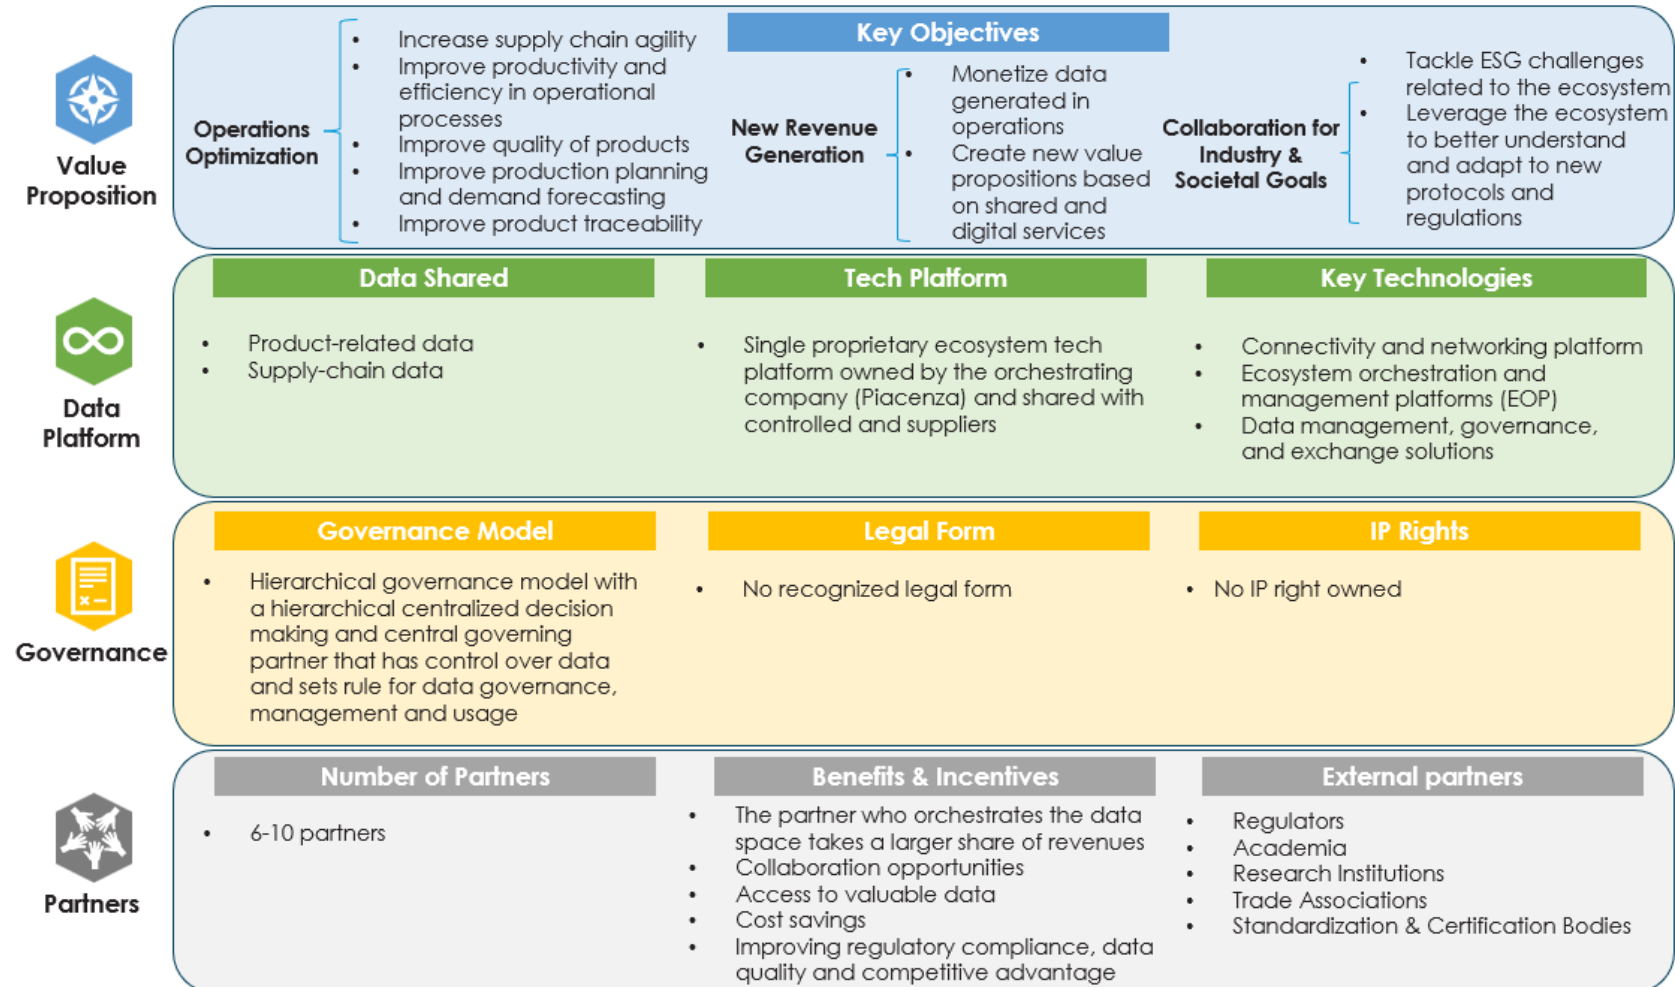 Value
Proposition
Key Objectives
Operations
Optimization
• Increase supply chain agility
• Improve productivity and
efficiency in operational
processes
• Improve quality of products
• Improve production planning
and demand forecasting
• Improve product traceability
New Revenue
Generation
• Monetize data
generated in
operations
• Create new value
propositions based
on shared and
digital services
Collaboration for
Industry &
Societal Goals
• Tackle ESG challenges
related to the ecosystem
• Leverage the ecosystem
to better understand
and adapt to new
protocols and
regulations
Data
Platform
Data Shared
• Product-related data
• Supply-chain data
Tech Platform
• Single proprietary ecosystem tech
platform owned by the orchestrating
company (Piacenza) and shared with
controlled and suppliers
Key Technologies
• Connectivity and networking platform
• Ecosystem orchestration and
management platforms (EOP)
• Data management, governance,
and exchange solutions
Governance
Governance Model
• Hierarchical governance model with
a hierarchical centralized decision
making and central governing
partner that has control over data
and sets rule for data governance,
management and usage
Legal Form
• No recognized legal form
IP Rights
• No IP right owned
Partners
Number of Partners
• 6-10 partners
Benefits & Incentives
• The partner who orchestrates the data
space takes a larger share of revenues
• Collaboration opportunities
• Access to valuable data
• Cost savings
• Improving regulatory compliance, data
quality and competitive advantage
External partners
• Regulators
• Academia
• Research Institutions
• Trade Associations
• Standardization & Certification Bodies